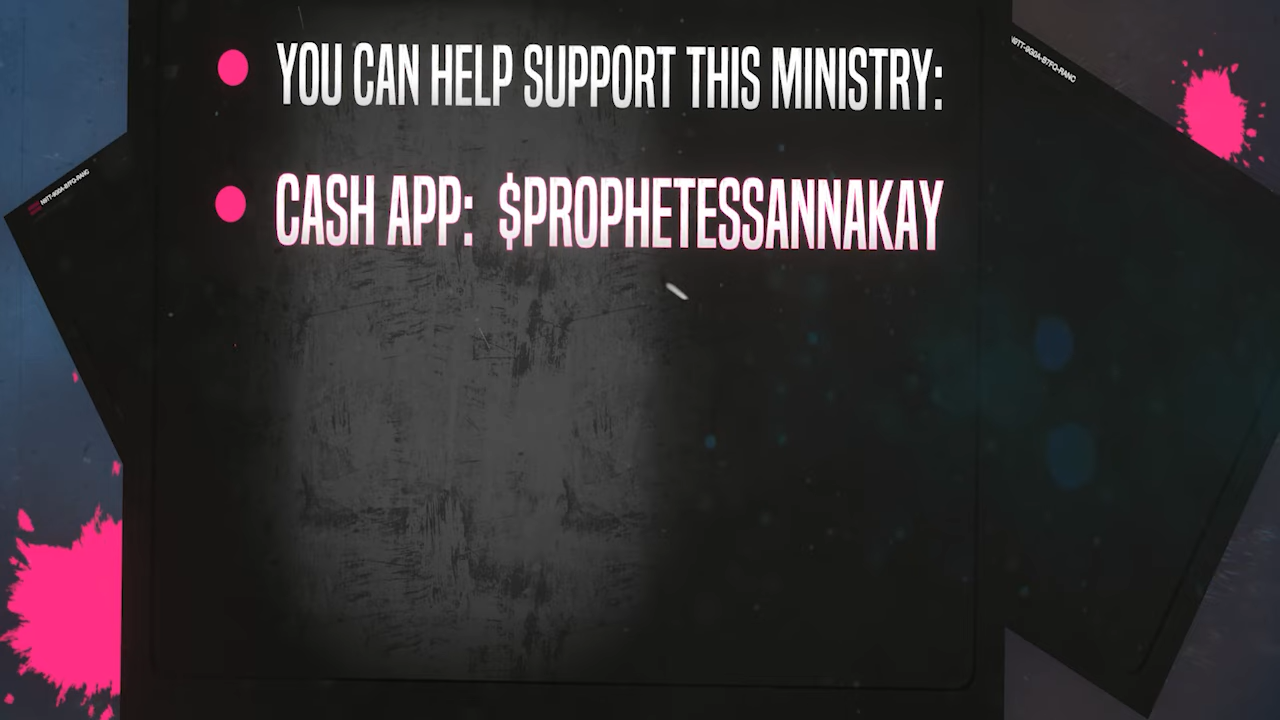 YOU CAN HELP SUPPORT THIS MINISTRY:
CASH APP: $PROPHETESSANNAKAY